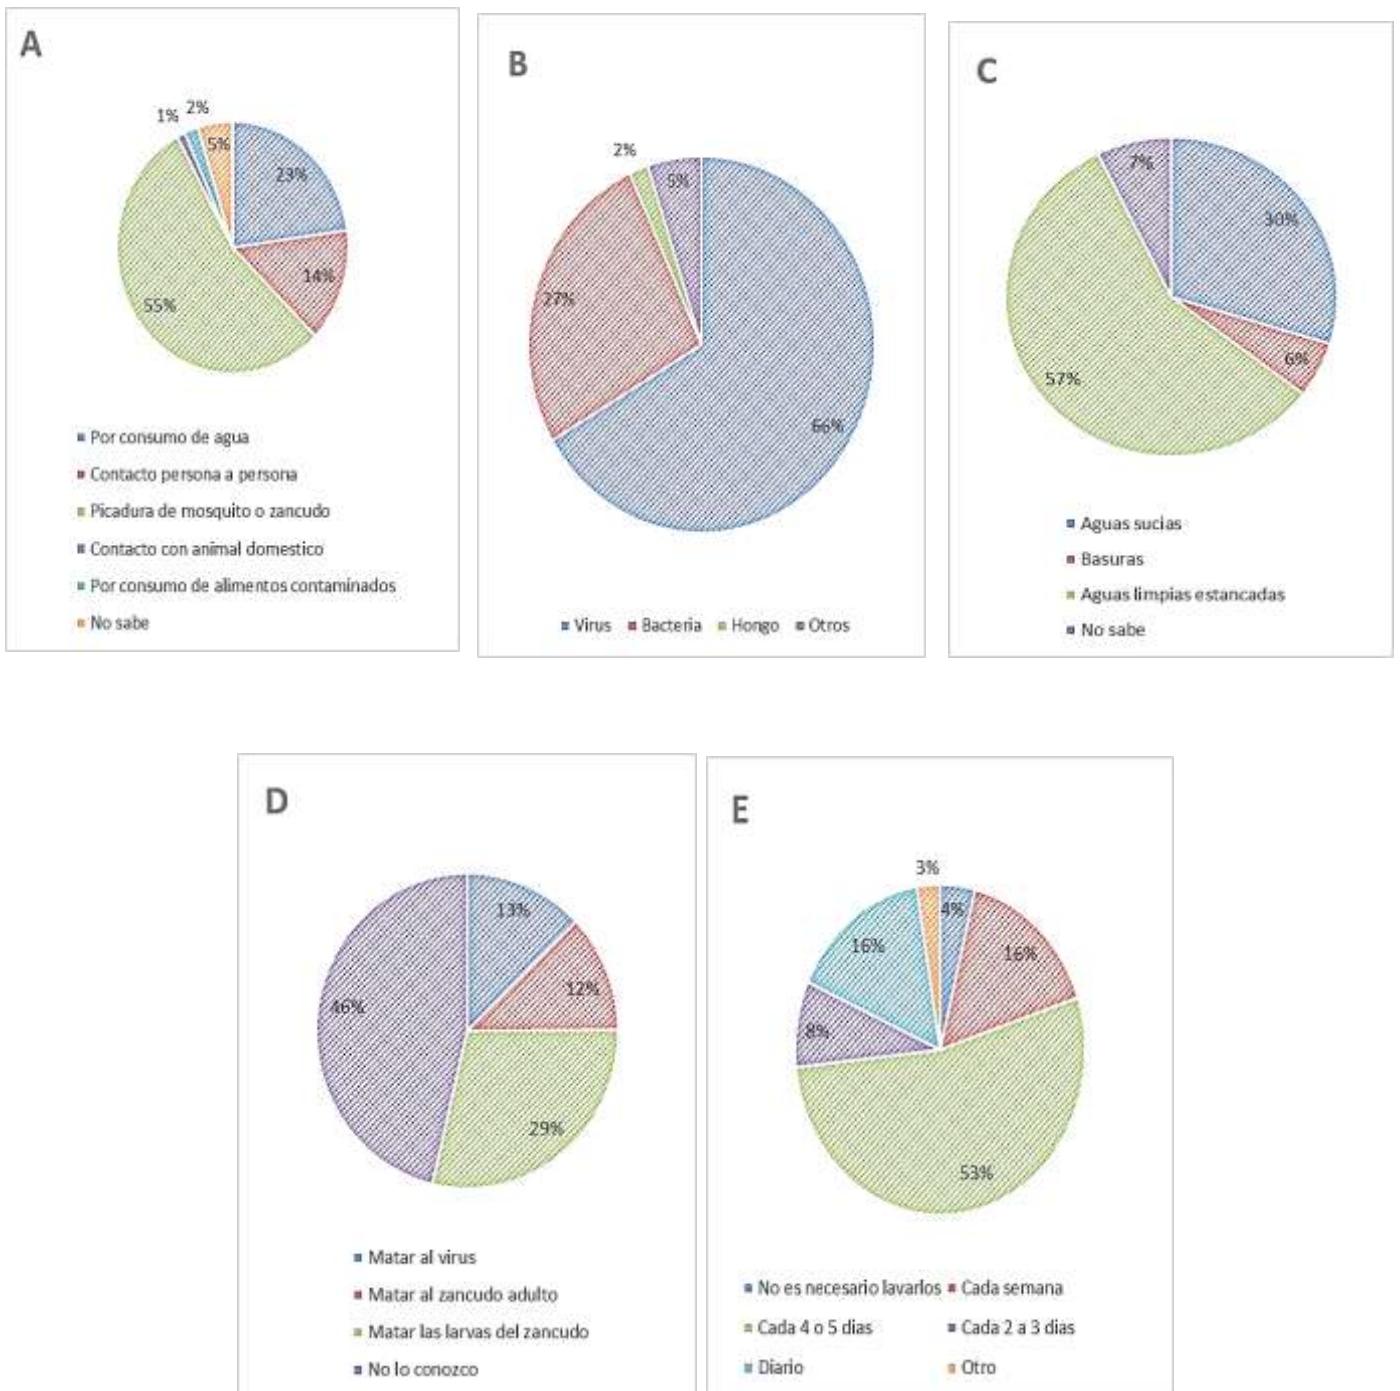 A
1%
2%
5%
23%
14%
55%
Por consumo de agua
Contacto persona a persona
Picadura de mosquito o zancudo
Contacto con animal domestico
Por consumo de alimentos contaminados
No sabe
B
2%
5%
27%
66%
Virus Bacteria Hongo Otros
C
7%
30%
6%
57%
Aguas sucias
Basuras
Aguas limpias estancadas
No sabe
D
13%
12%
46%
29%
Matar al virus
Matar al zancudo adulto
Matar las larvas del zancudo
No lo conozco
E
3%
4%
16%
16%
8%
53%
No es necesario lavarlos Cada semana
Cada 4 o 5 dias Cada 2 a 3 dias
Diario Otro